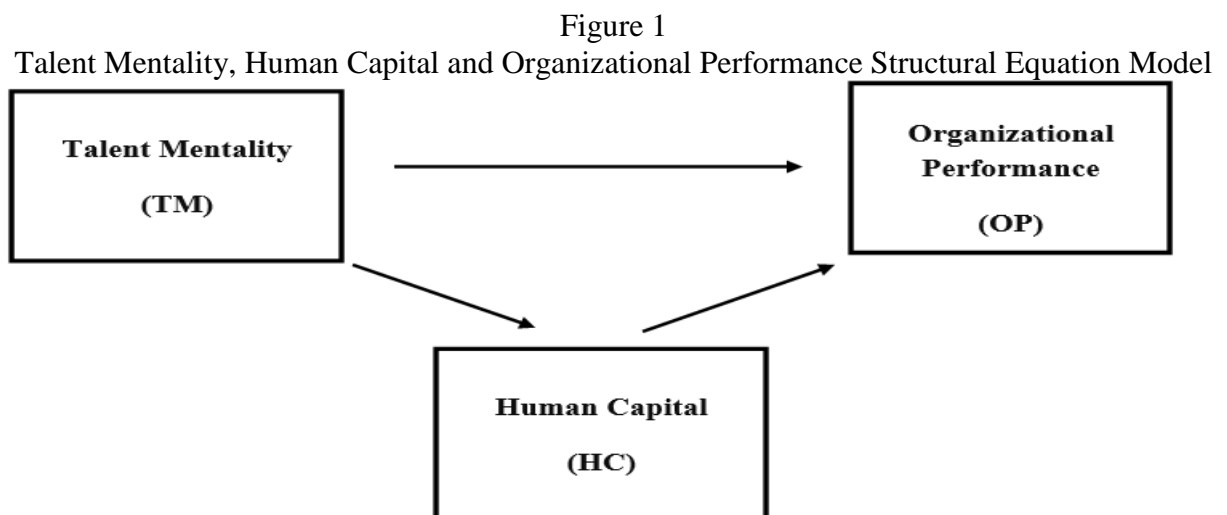 Figure 1
Talent Mentality, Human Capital and Organizational Performance Structural Equation Model
Talent Mentality
(TM)
Organizational
Performance
(OP)
Human Capital
(HC)